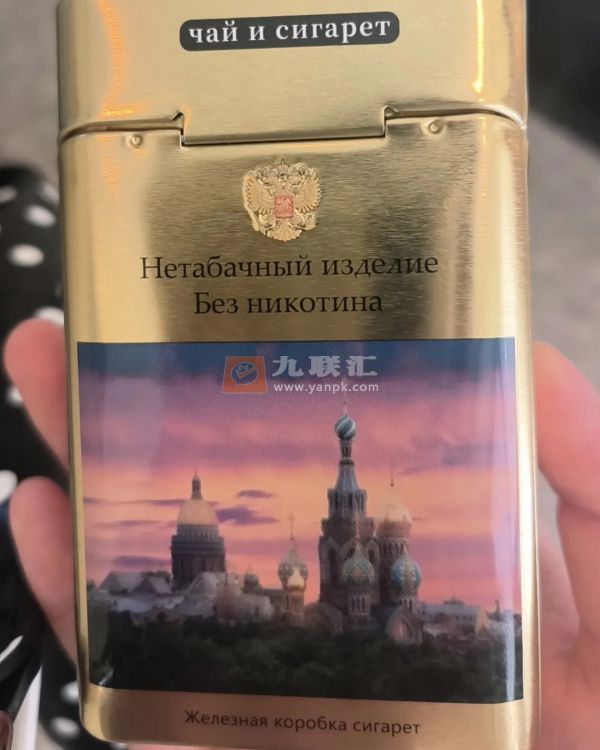 чай и сигарет
Нетабачный изделие
Без никотина
九联汇
www.yanpk.com
Железная коробка сигарет